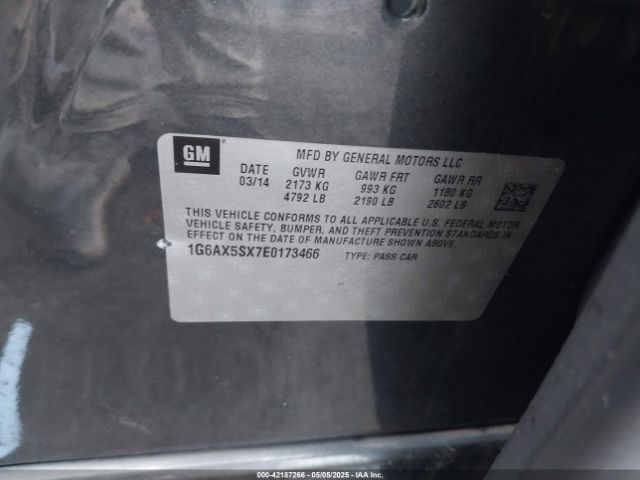 GM
MFD BY GENERAL MOTORS LLC
DATE GVWR GAWR FRT GAWR RR
03/14 2173 KG 993 KG 1180 KG
4792 LB 2190 LB 2602 LB
THIS VEHICLE CONFORMS TO ALL APPLICABLE U.S. FEDERAL MOTOR
VEHICLE SAFETY, BUMPER, AND THEFT PREVENTION STANDARDS IN
EFFECT ON THE DATE OF MANUFACTURE SHOWN ABOVE.
1G6AX5SX7E0173466 TYPE: PASS CAR
000-42187266 - 05/05/2025 - IAAI.COM